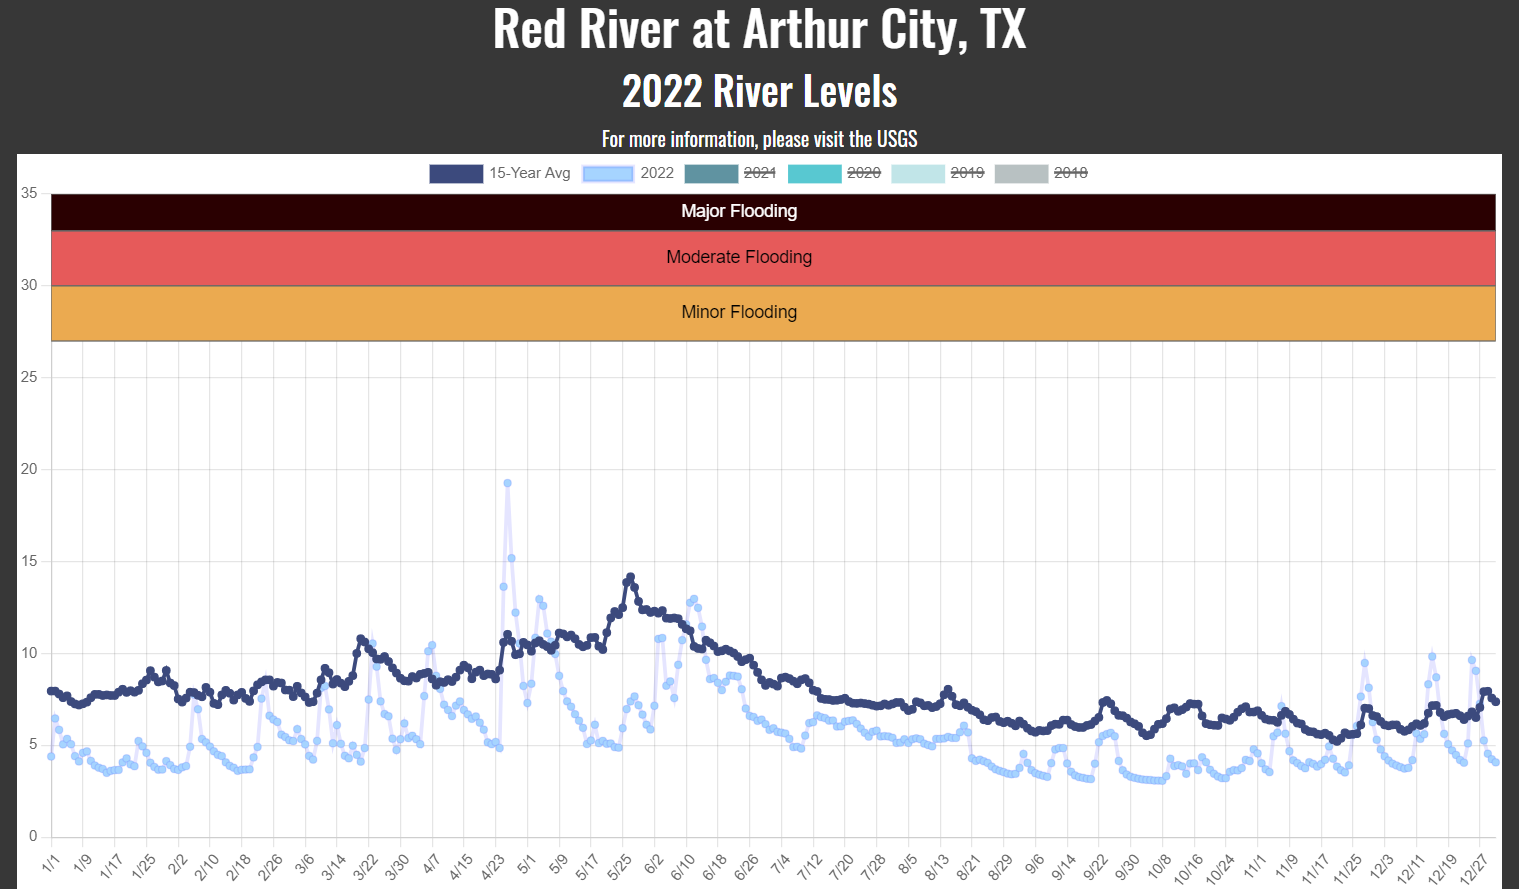 Red River at Arthur City, TX
2022 River Levels
For more information, please visit the USGS
15-Year Avg 2022 2021 2020 2019 2018
35
Major Flooding
Moderate Flooding
30
Minor Flooding
25
20
15
10
5
0
1/1 1/9 1/17 1/25 2/2 2/10 2/18 2/26 3/6 3/14 3/22 3/30 4/7 4/15 4/23 5/1 5/9 5/17 5/25 6/2 6/10 6/18 6/26 7/4 7/12 7/20 7/28 8/5 8/13 8/21 8/29 9/6 9/14 9/22 9/30 10/8 10/16 10/24 11/1 11/9 11/17 11/25 12/3 12/11 12/19 12/27